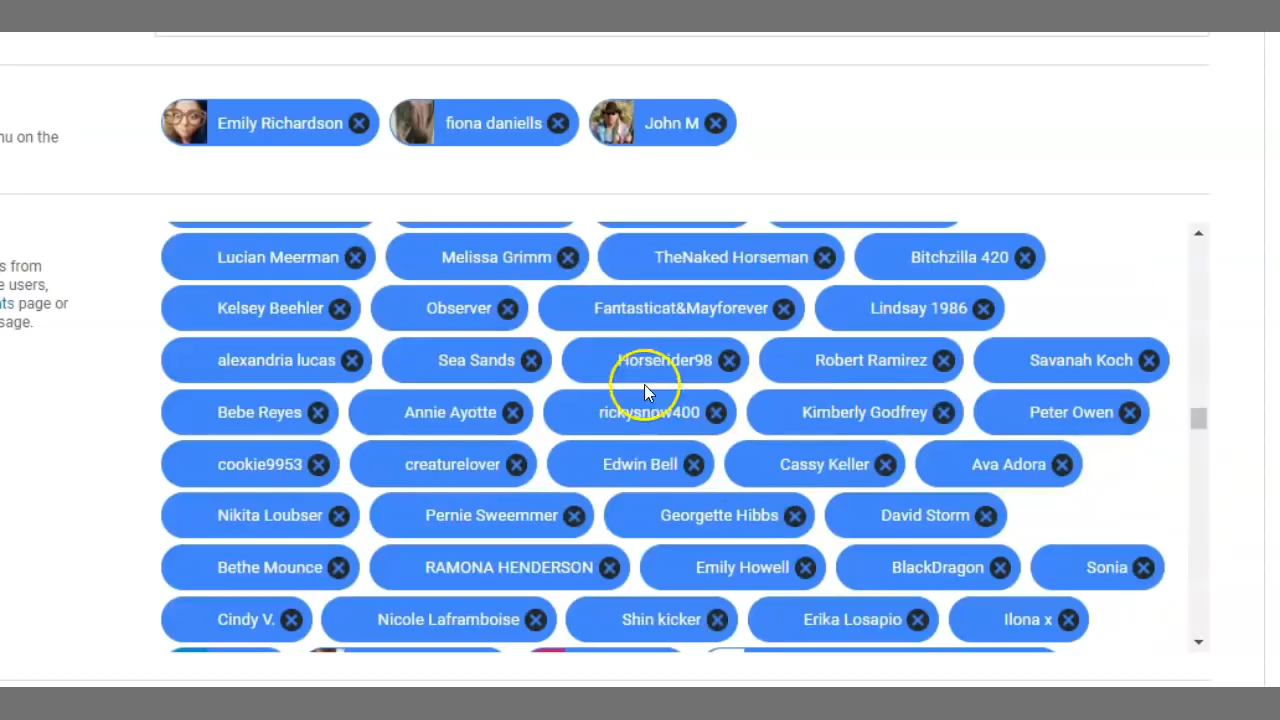 Emily Richardson fiona daniells John M
nu on the
s from
e users,
nts page or
sage.
Lucian Meerman Melissa Grimm TheNaked Horseman Bitchzilla 420
Kelsey Beehler Observer Fantasticat&Mayforever Lindsay 1986
alexandria lucas Sea Sands Horserider98 Robert Ramirez Savanah Koch
Bebe Reyes Annie Ayotte rickysnow400 Kimberly Godfrey Peter Owen
cookie9953 creaturelover Edwin Bell Cassy Keller Ava Adora
Nikita Loubser Pernie Sweemmer Georgette Hibbs David Storm
Bethe Mounce RAMONA HENDERSON Emily Howell BlackDragon Sonia
Cindy V. Nicole Laframboise Shin kicker Erika Losapio Ilona x